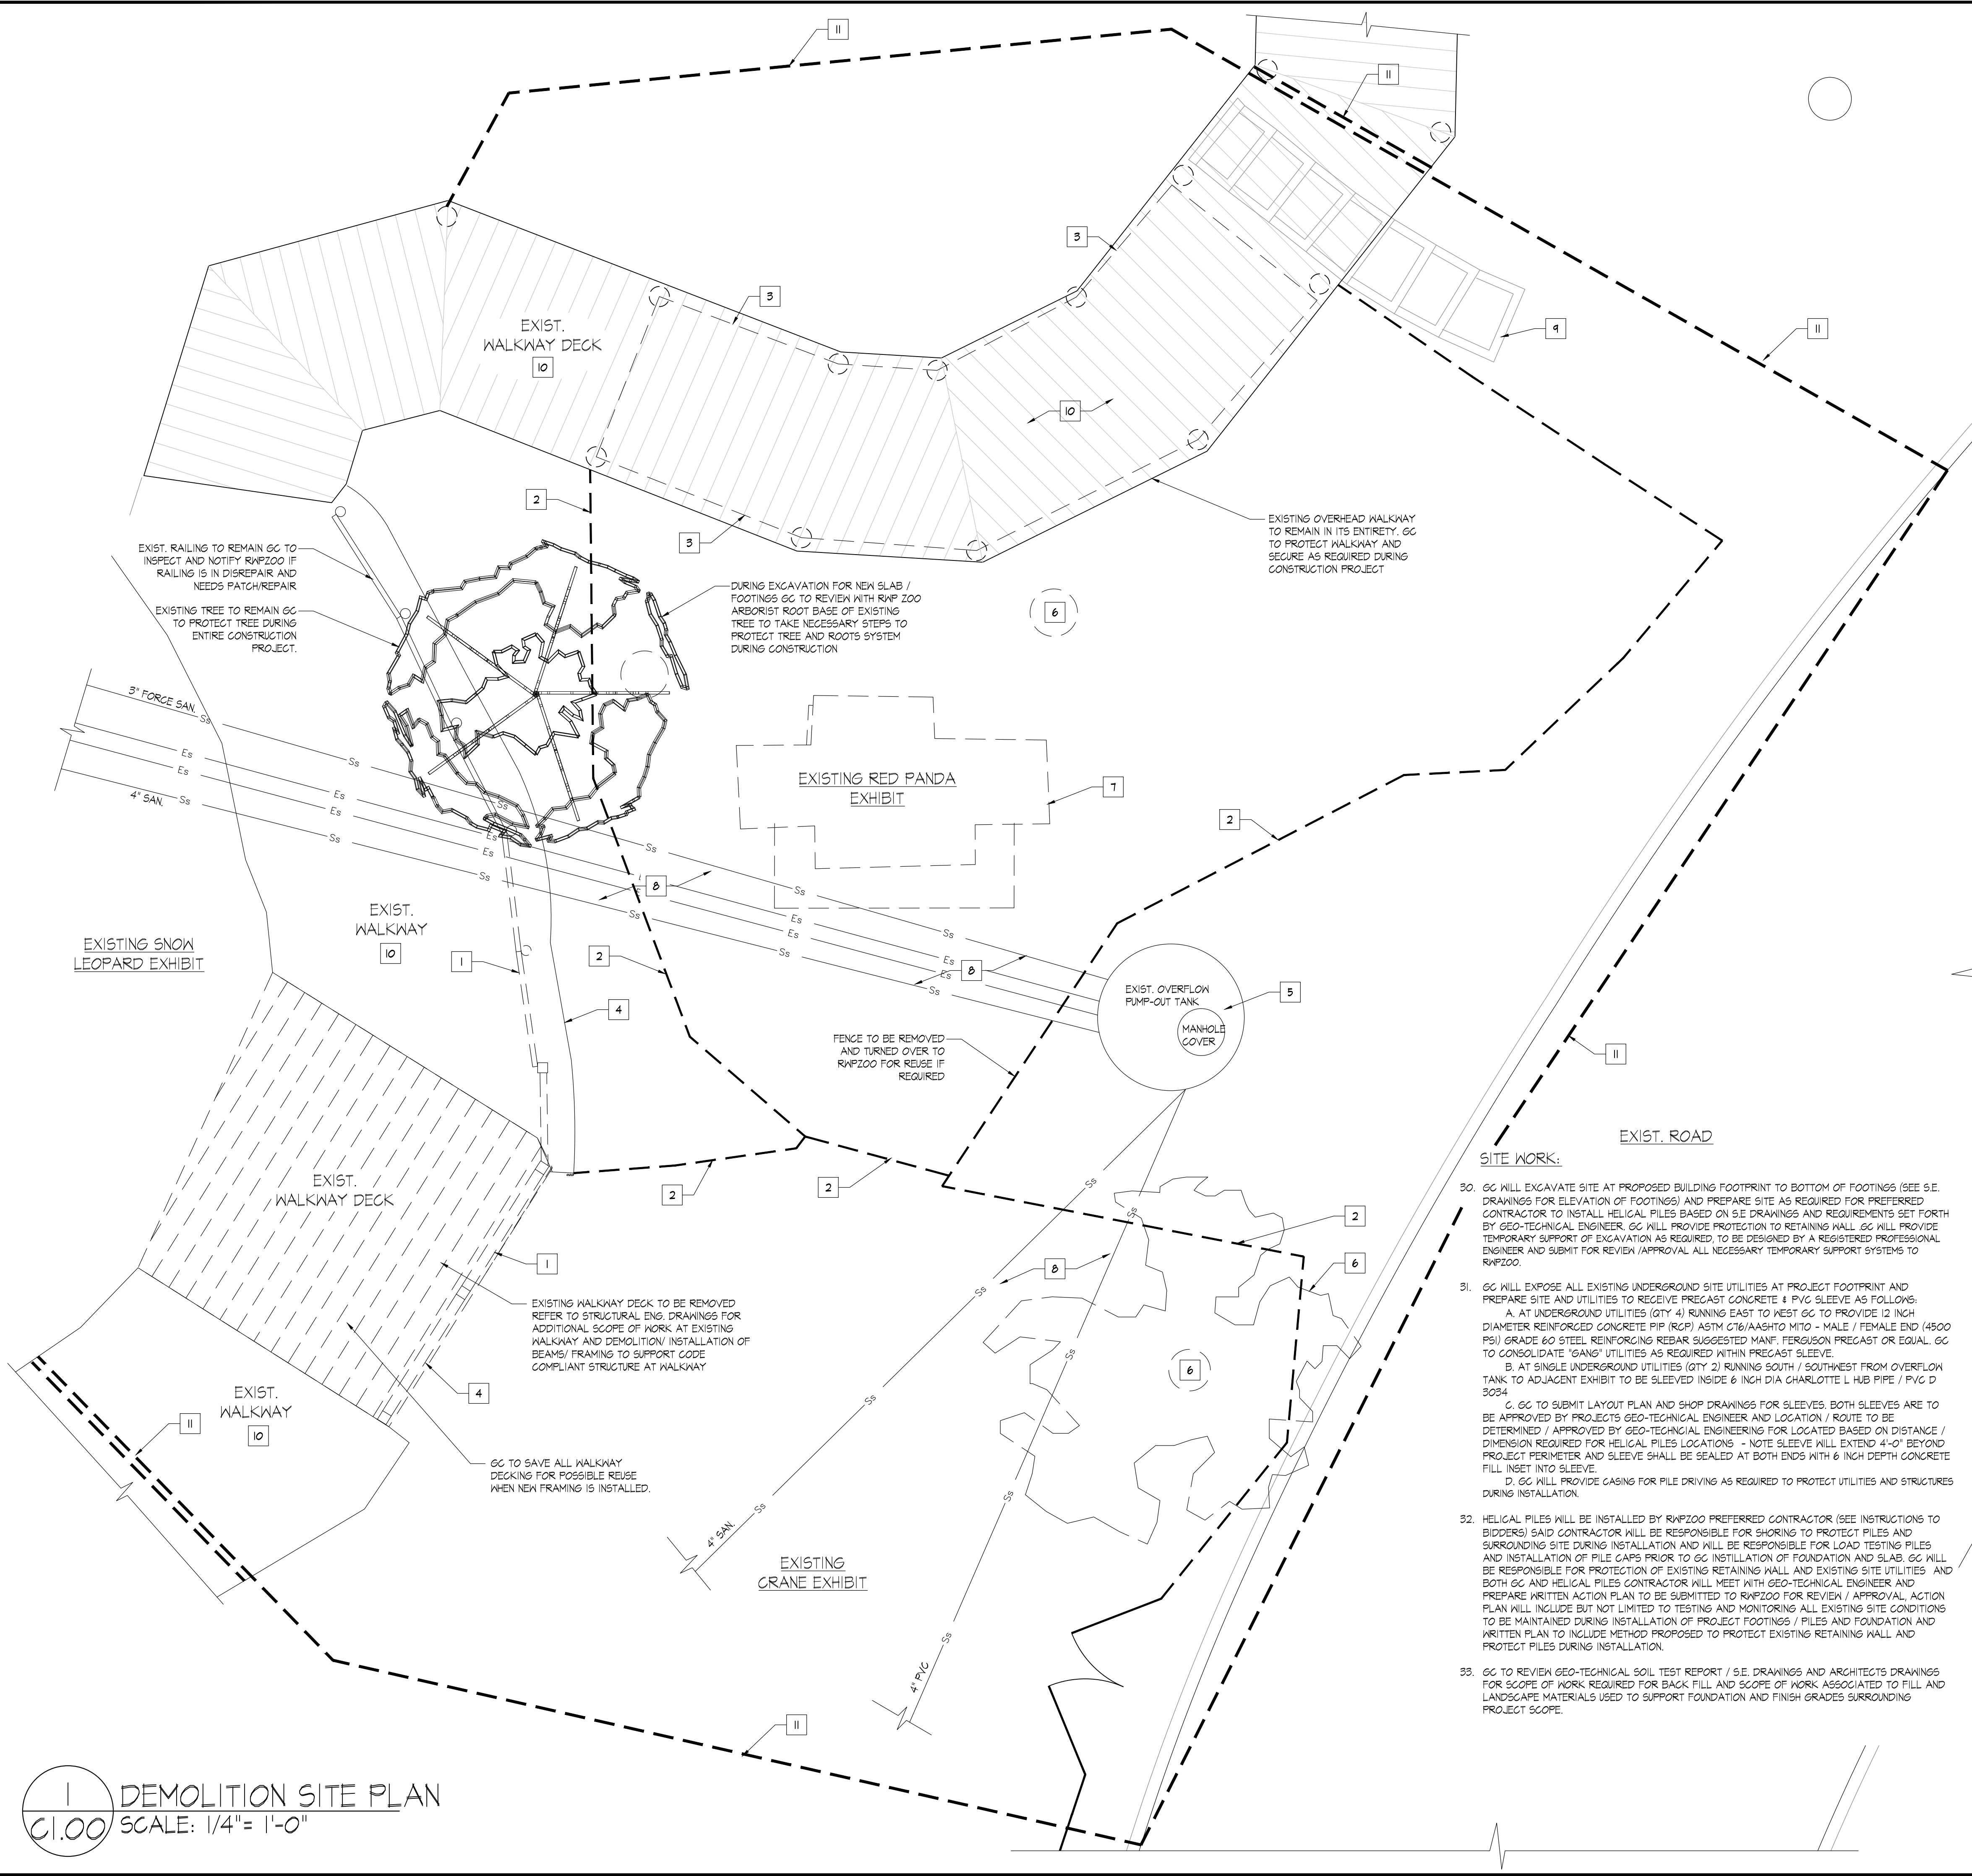 11
11
3
3
EXIST.
WALKWAY DECK
10
9
11
10
2
3
EXISTING OVERHEAD WALKWAY
TO REMAIN IN ITS ENTIRETY. GC
TO PROTECT WALKWAY AND
SECURE AS REQUIRED DURING
CONSTRUCTION PROJECT
EXIST. RAILING TO REMAIN GC TO
INSPECT AND NOTIFY RWPZOO IF
RAILING IS IN DISREPAIR AND
NEEDS PATCH/REPAIR
EXISTING TREE TO REMAIN GC
TO PROTECT TREE DURING
ENTIRE CONSTRUCTION
PROJECT.
DURING EXCAVATION FOR NEW SLAB /
FOOTINGS GC TO REVIEW WITH RWP ZOO
ARBORIST ROOT BASE OF EXISTING
TREE TO TAKE NECESSARY STEPS TO
PROTECT TREE AND ROOTS SYSTEM
DURING CONSTRUCTION
6
3" FORCE SAN.
Ss
Ss
Ss
Ss
Ss
Ss
Es
Es
Es
Es
Es
Es
Es
Es
Es
Es
4" SAN.
Ss
Ss
Ss
Ss
Ss
Ss
EXISTING RED PANDA
EXHIBIT
7
2
8
EXIST.
WALKWAY
10
EXISTING SNOW
LEOPARD EXHIBIT
1
2
8
4
EXIST. OVERFLOW
PUMP-OUT TANK
MANHOLE
COVER
5
FENCE TO BE REMOVED
AND TURNED OVER TO
RWPZOO FOR REUSE IF
REQUIRED
11
EXIST. ROAD
EXIST.
WALKWAY DECK
2
2
2
1
8
6
Ss
Ss
Ss
Ss
Ss
Ss
Ss
Ss
EXISTING WALKWAY DECK TO BE REMOVED
REFER TO STRUCTURAL ENG. DRAWINGS FOR
ADDITIONAL SCOPE OF WORK AT EXISTING
WALKWAY AND DEMOLITION/ INSTALLATION OF
BEAMS/ FRAMING TO SUPPORT CODE
COMPLIANT STRUCTURE AT WALKWAY
6
4
EXIST.
WALKWAY
10
11
GC TO SAVE ALL WALKWAY
DECKING FOR POSSIBLE REUSE
WHEN NEW FRAMING IS INSTALLED.
4" SAN.
EXISTING
CRANE EXHIBIT
4" PVC
11
SITE WORK:
30. GC WILL EXCAVATE SITE AT PROPOSED BUILDING FOOTPRINT TO BOTTOM OF FOOTINGS (SEE S.E.
DRAWINGS FOR ELEVATION OF FOOTINGS) AND PREPARE SITE AS REQUIRED FOR PREFERRED
CONTRACTOR TO INSTALL HELICAL PILES BASED ON S.E DRAWINGS AND REQUIREMENTS SET FORTH
BY GEO-TECHNICAL ENGINEER. GC WILL PROVIDE PROTECTION TO RETAINING WALL .GC WILL PROVIDE
TEMPORARY SUPPORT OF EXCAVATION AS REQUIRED, TO BE DESIGNED BY A REGISTERED PROFESSIONAL
ENGINEER AND SUBMIT FOR REVIEW /APPROVAL ALL NECESSARY TEMPORARY SUPPORT SYSTEMS TO
RWPZOO.
31. GC WILL EXPOSE ALL EXISTING UNDERGROUND SITE UTILITIES AT PROJECT FOOTPRINT AND
PREPARE SITE AND UTILITIES TO RECEIVE PRECAST CONCRETE & PVC SLEEVE AS FOLLOWS:
A. AT UNDERGROUND UTILITIES (QTY 4) RUNNING EAST TO WEST GC TO PROVIDE 12 INCH
DIAMETER REINFORCED CONCRETE PIP (RCP) ASTM C76/AASHTO M170 - MALE / FEMALE END (4500
PSI) GRADE 60 STEEL REINFORCING REBAR SUGGESTED MANF. FERGUSON PRECAST OR EQUAL. GC
TO CONSOLIDATE "GANG" UTILITIES AS REQUIRED WITHIN PRECAST SLEEVE.
B. AT SINGLE UNDERGROUND UTILITIES (QTY 2) RUNNING SOUTH / SOUTHWEST FROM OVERFLOW
TANK TO ADJACENT EXHIBIT TO BE SLEEVED INSIDE 6 INCH DIA CHARLOTTE L HUB PIPE / PVC D
3034
C. GC TO SUBMIT LAYOUT PLAN AND SHOP DRAWINGS FOR SLEEVES. BOTH SLEEVES ARE TO
BE APPROVED BY PROJECTS GEO-TECHNICAL ENGINEER AND LOCATION / ROUTE TO BE
DETERMINED / APPROVED BY GEO-TECHNCIAL ENGINEERING FOR LOCATED BASED ON DISTANCE /
DIMENSION REQUIRED FOR HELICAL PILES LOCATIONS - NOTE SLEEVE WILL EXTEND 4'-0" BEYOND
PROJECT PERIMETER AND SLEEVE SHALL BE SEALED AT BOTH ENDS WITH 6 INCH DEPTH CONCRETE
FILL INSET INTO SLEEVE.
D. GC WILL PROVIDE CASING FOR PILE DRIVING AS REQUIRED TO PROTECT UTILITIES AND STRUCTURES
DURING INSTALLATION.
32. HELICAL PILES WILL BE INSTALLED BY RWPZOO PREFERRED CONTRACTOR (SEE INSTRUCTIONS TO
BIDDERS) SAID CONTRACTOR WILL BE RESPONSIBLE FOR SHORING TO PROTECT PILES AND
SURROUNDING SITE DURING INSTALLATION AND WILL BE RESPONSIBLE FOR LOAD TESTING PILES
AND INSTALLATION OF PILE CAPS PRIOR TO GC INSTILLATION OF FOUNDATION AND SLAB. GC WILL
BE RESPONSIBLE FOR PROTECTION OF EXISTING RETAINING WALL AND EXISTING SITE UTILITIES AND
BOTH GC AND HELICAL PILES CONTRACTOR WILL MEET WITH GEO-TECHNICAL ENGINEER AND
PREPARE WRITTEN ACTION PLAN TO BE SUBMITTED TO RWPZOO FOR REVIEW / APPROVAL, ACTION
PLAN WILL INCLUDE BUT NOT LIMITED TO TESTING AND MONITORING ALL EXISTING SITE CONDITIONS
TO BE MAINTAINED DURING INSTALLATION OF PROJECT FOOTINGS / PILES AND FOUNDATION AND
WRITTEN PLAN TO INCLUDE METHOD PROPOSED TO PROTECT EXISTING RETAINING WALL AND
PROTECT PILES DURING INSTALLATION.
33. GC TO REVIEW GEO-TECHNICAL SOIL TEST REPORT / S.E. DRAWINGS AND ARCHITECTS DRAWINGS
FOR SCOPE OF WORK REQUIRED FOR BACK FILL AND SCOPE OF WORK ASSOCIATED TO FILL AND
LANDSCAPE MATERIALS USED TO SUPPORT FOUNDATION AND FINISH GRADES SURROUNDING
PROJECT SCOPE.
1
C1.00
DEMOLITION SITE PLAN
SCALE: 1/4"= 1'-0"